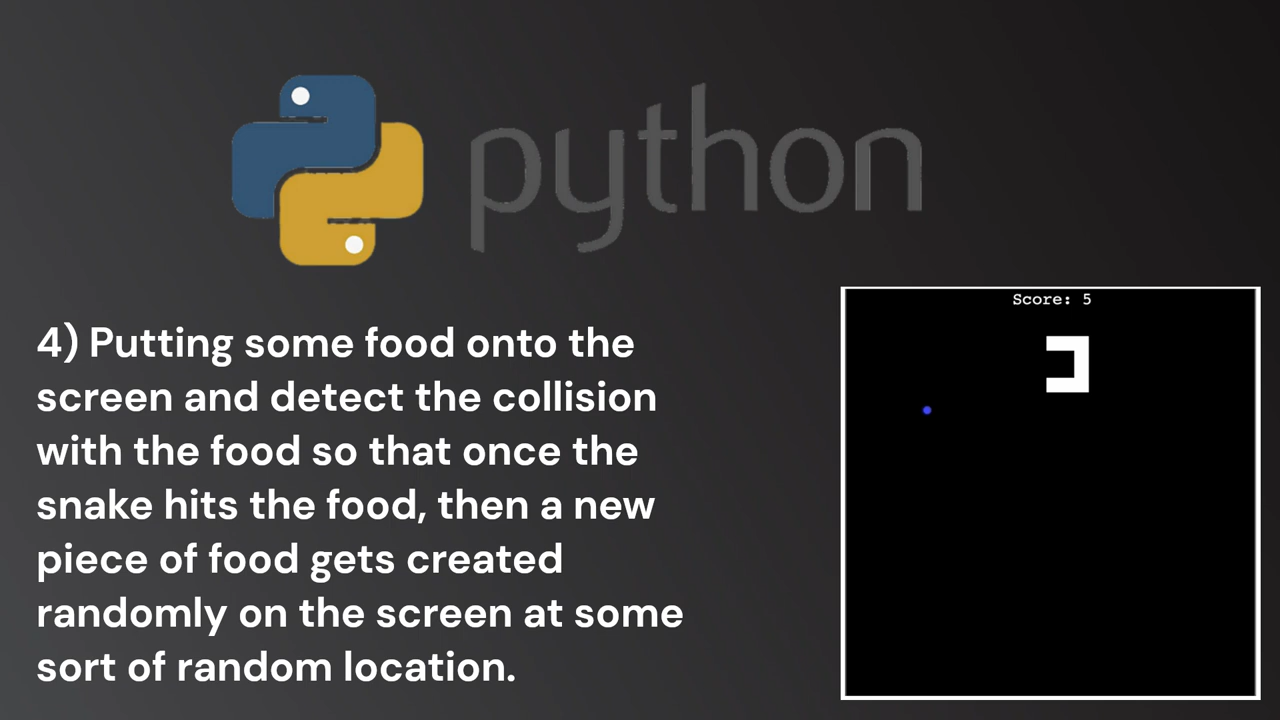 python
Score: 5
4) Putting some food onto the
screen and detect the collision
with the food so that once the
snake hits the food, then a new
piece of food gets created
randomly on the screen at some
sort of random location.